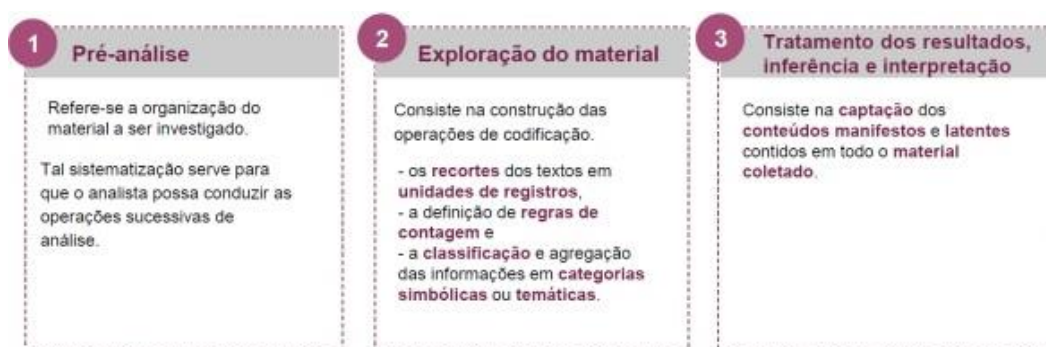 1
Pré-análise
Refere-se a organização do
material a ser investigado.
Tal sistematização serve para
que o analista possa conduzir as
operações sucessivas de
análise.
2
Exploração do material
Consiste na construção das
operações de codificação.
- os recortes dos textos em
unidades de registros,
- a definição de regras de
contagem e
- a classificação e agregação
das informações em categorias
simbólicas ou temáticas.
3
Tratamento dos resultados,
inferência e interpretação
Consiste na captação dos
conteúdos manifestos e latentes
contidos em todo o material
coletado.